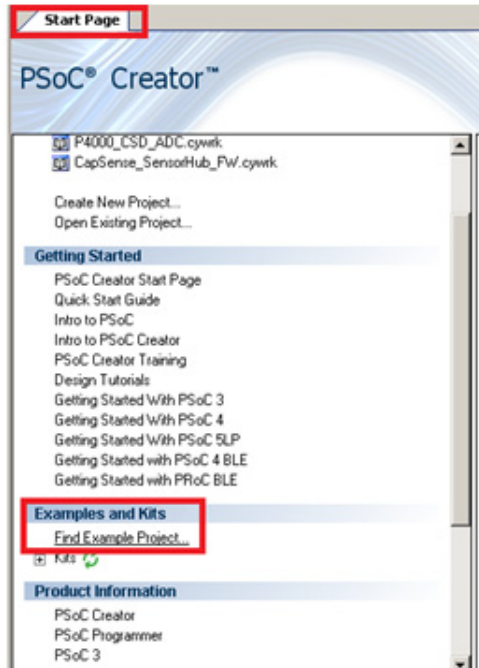 Start Page
PSoC® Creator™
P4000_CSD_ADC.cywrk
CapSense_SensorHub_FW.cywrk
Create New Project...
Open Existing Project...
Getting Started
PSoC Creator Start Page
Quick Start Guide
Intro to PSoC
Intro to PSoC Creator
PSoC Creator Training
Design Tutorials
Getting Started With PSoC 3
Getting Started With PSoC 4
Getting Started With PSoC 5LP
Getting Started with PSoC 4 BLE
Getting Started with PRoC BLE
Examples and Kits
Find Example Project...
Kits
Product Information
PSoC Creator
PSoC Programmer
PSoC 3